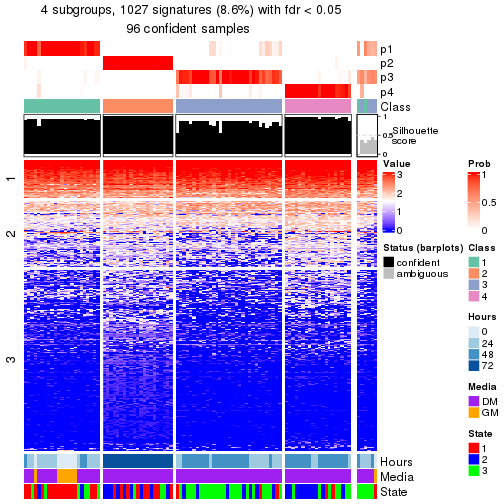 4 subgroups, 1027 signatures (8.6%) with fdr < 0.05
96 confident samples
p1
p2
p3
p4
Class
1
0.5
0
Silhouette
score
1
2
3
Value
3
2
1
0
Prob
1
0.5
0
Status (barplots)
confident
ambiguous
Class
1
2
3
4
Hours
0
24
48
72
Media
DM
GM
State
1
2
3
Hours
Media
State